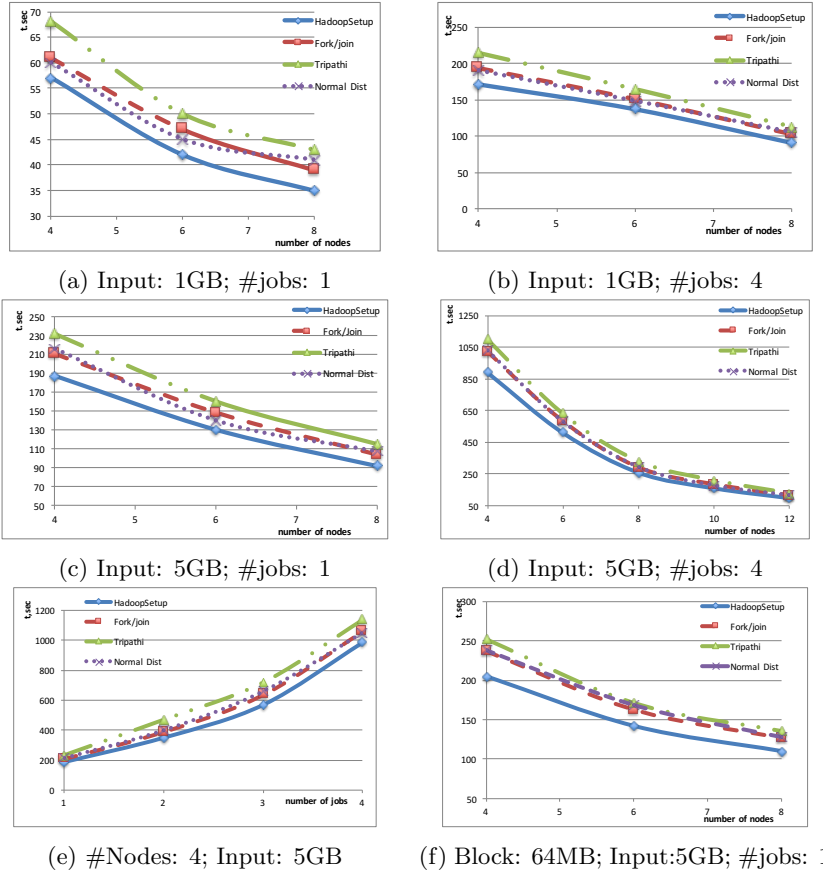 t.sec
70
65
60
55
50
45
40
35
30
4 5 6 7 8
number of nodes
HadoopSetup
Fork/join
Tripathi
Normal Dist
(a) Input: 1GB; #jobs: 1
t.sec
250
200
150
100
50
0
4 5 6 7 8
number of nodes
HadoopSetup
Fork/join
Tripathi
Normal Dist
(b) Input: 1GB; #jobs: 4
t.sec
250
230
210
190
170
150
130
110
90
70
50
4 5 6 7 8
number of nodes
HadoopSetup
Fork/Join
Tripathi
Normal Dist
(c) Input: 5GB; #jobs: 1
t.sec
1250
1050
850
650
450
250
50
4 6 8 10 12
number of nodes
HadoopSetup
Fork/Join
Tripathi
Normal Dist
(d) Input: 5GB; #jobs: 4
t,sec
1200
1000
800
600
400
200
0
1 2 3 4
number of jobs
HadoopSetup
Fork/join
Tripathi
Normal Dist
(e) #Nodes: 4; Input: 5GB
t.sec
300
250
200
150
100
50
4 5 6 7 8
number of nodes
HadoopSetup
Fork/join
Tripathi
Normal Dist
(f) Block: 64MB; Input:5GB; #jobs: 1